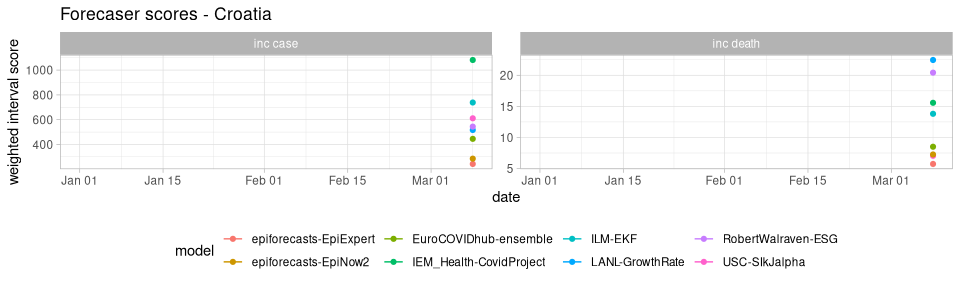 Forecaser scores - Croatia
inc case
inc death
weighted interval score
1000
800
600
400
20
15
10
5
Jan 01
Jan 15
Feb 01
Feb 15
Mar 01
Jan 01
Jan 15
Feb 01
Feb 15
Mar 01
date
model
epiforecasts-EpiExpert
EuroCOVIDhub-ensemble
ILM-EKF
RobertWalraven-ESG
epiforecasts-EpiNow2
IEM_Health-CovidProject
LANL-GrowthRate
USC-SIkJalpha